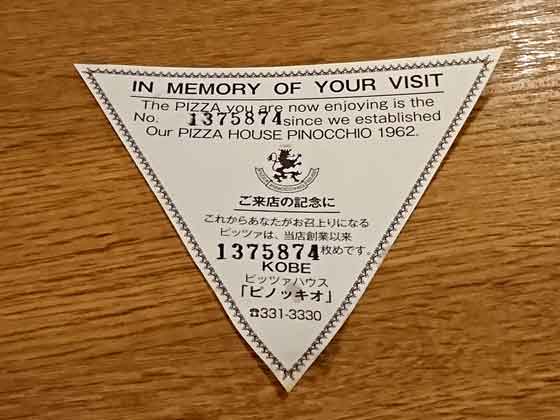 IN MEMORY OF YOUR VISIT
The PIZZA you are now enjoying is the
No. 1375874 since we established
Our PIZZA HOUSE PINOCCHIO 1962.
ご来店の記念に
これからあなたがお召上りになる
ピッツァは、当店創業以来
1375874枚めです。
KOBE
ピッツァハウス
「ピノッキオ」
☎331-3330